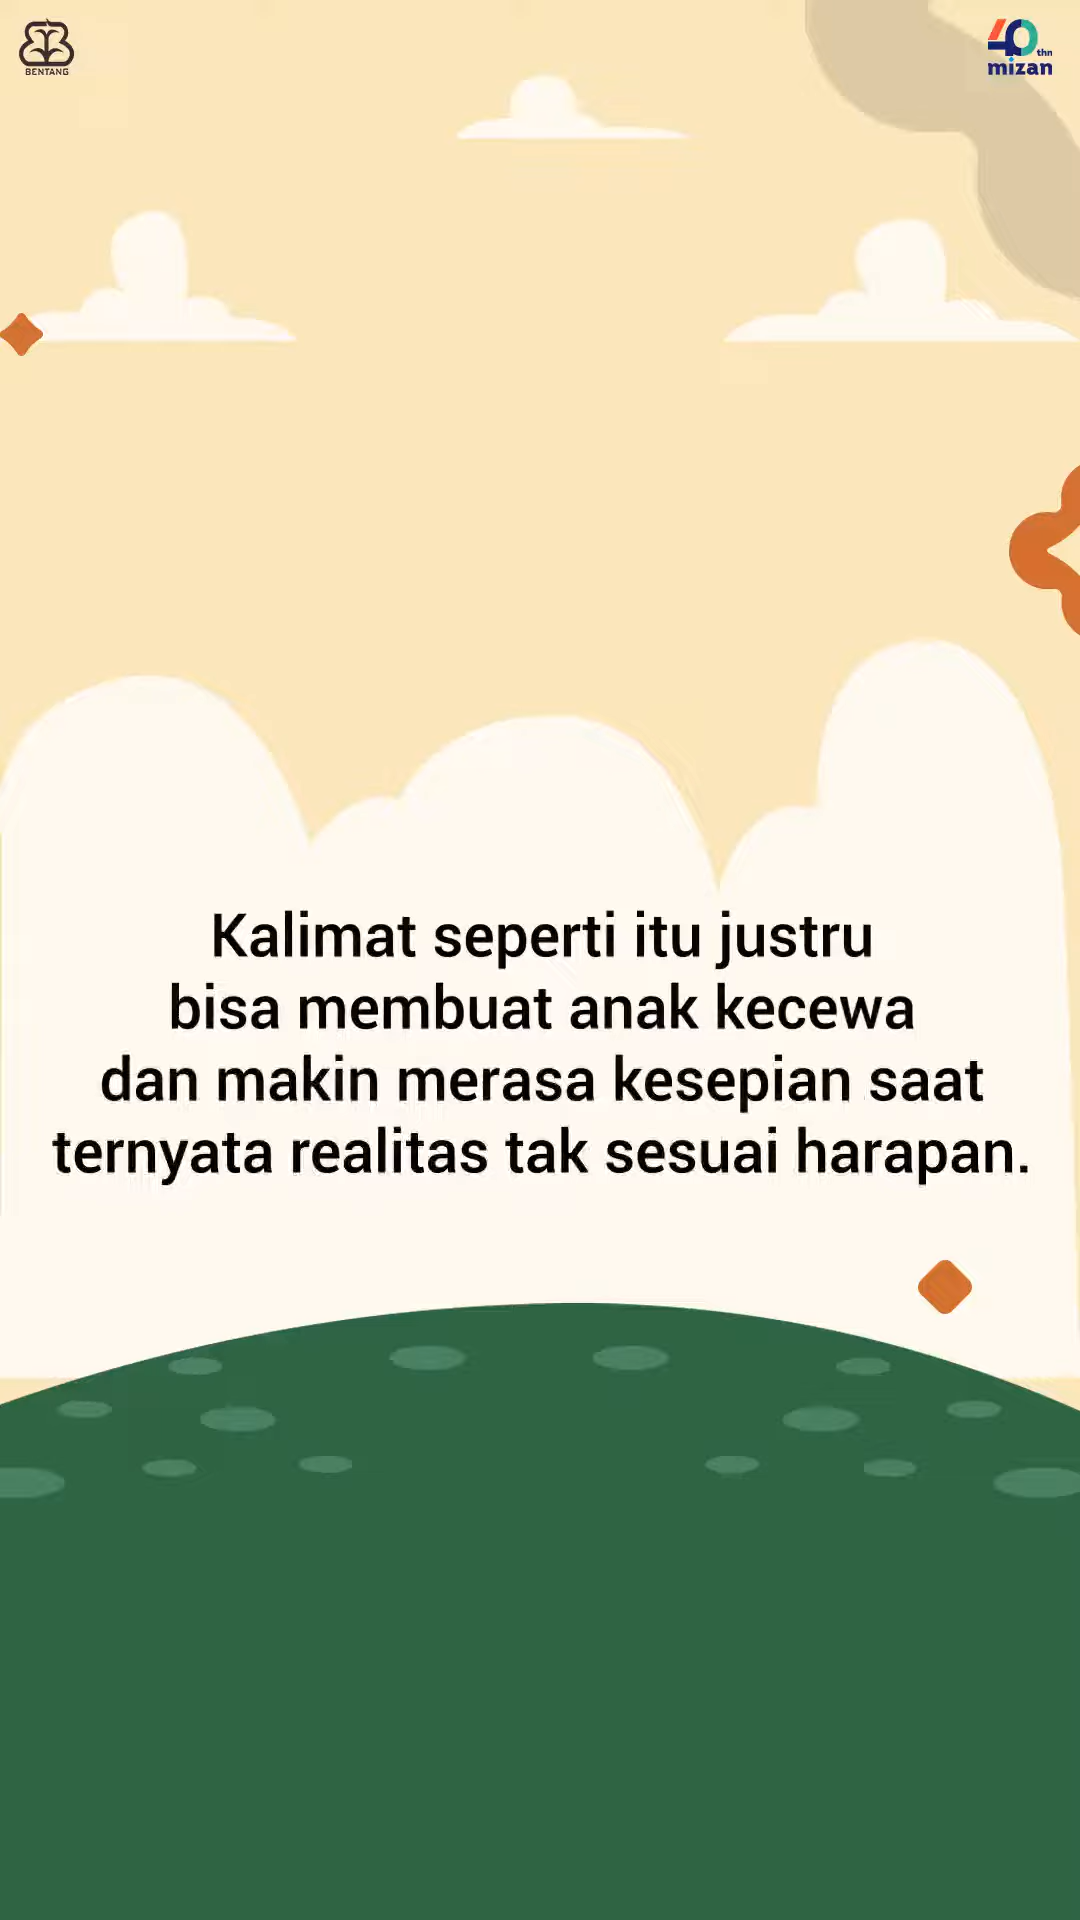 BENTANG
40 thn
mizan
Kalimat seperti itu justru
bisa membuat anak kecewa
dan makin merasa kesepian saat
ternyata realitas tak sesuai harapan.